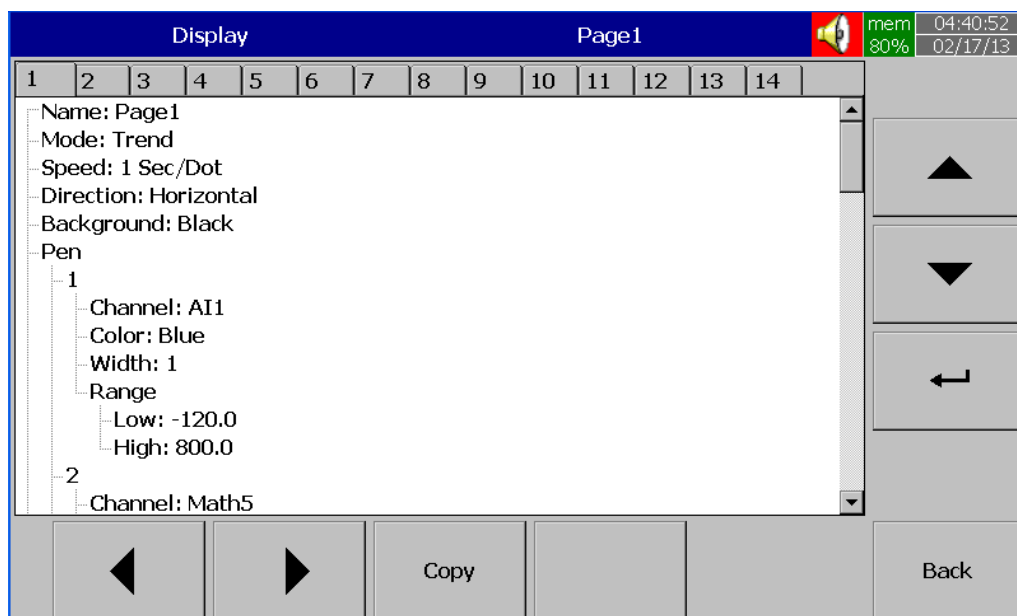 Display Page1 mem 04:40:52
80% 02/17/13
1 2 3 4 5 6 7 8 9 10 11 12 13 14
Name: Page1
Mode: Trend
Speed: 1 Sec/Dot
Direction: Horizontal
Background: Black
Pen
1
Channel: AI1
Color: Blue
Width: 1
Range
Low: -120.0
High: 800.0
2
Channel: Math5
Copy Back